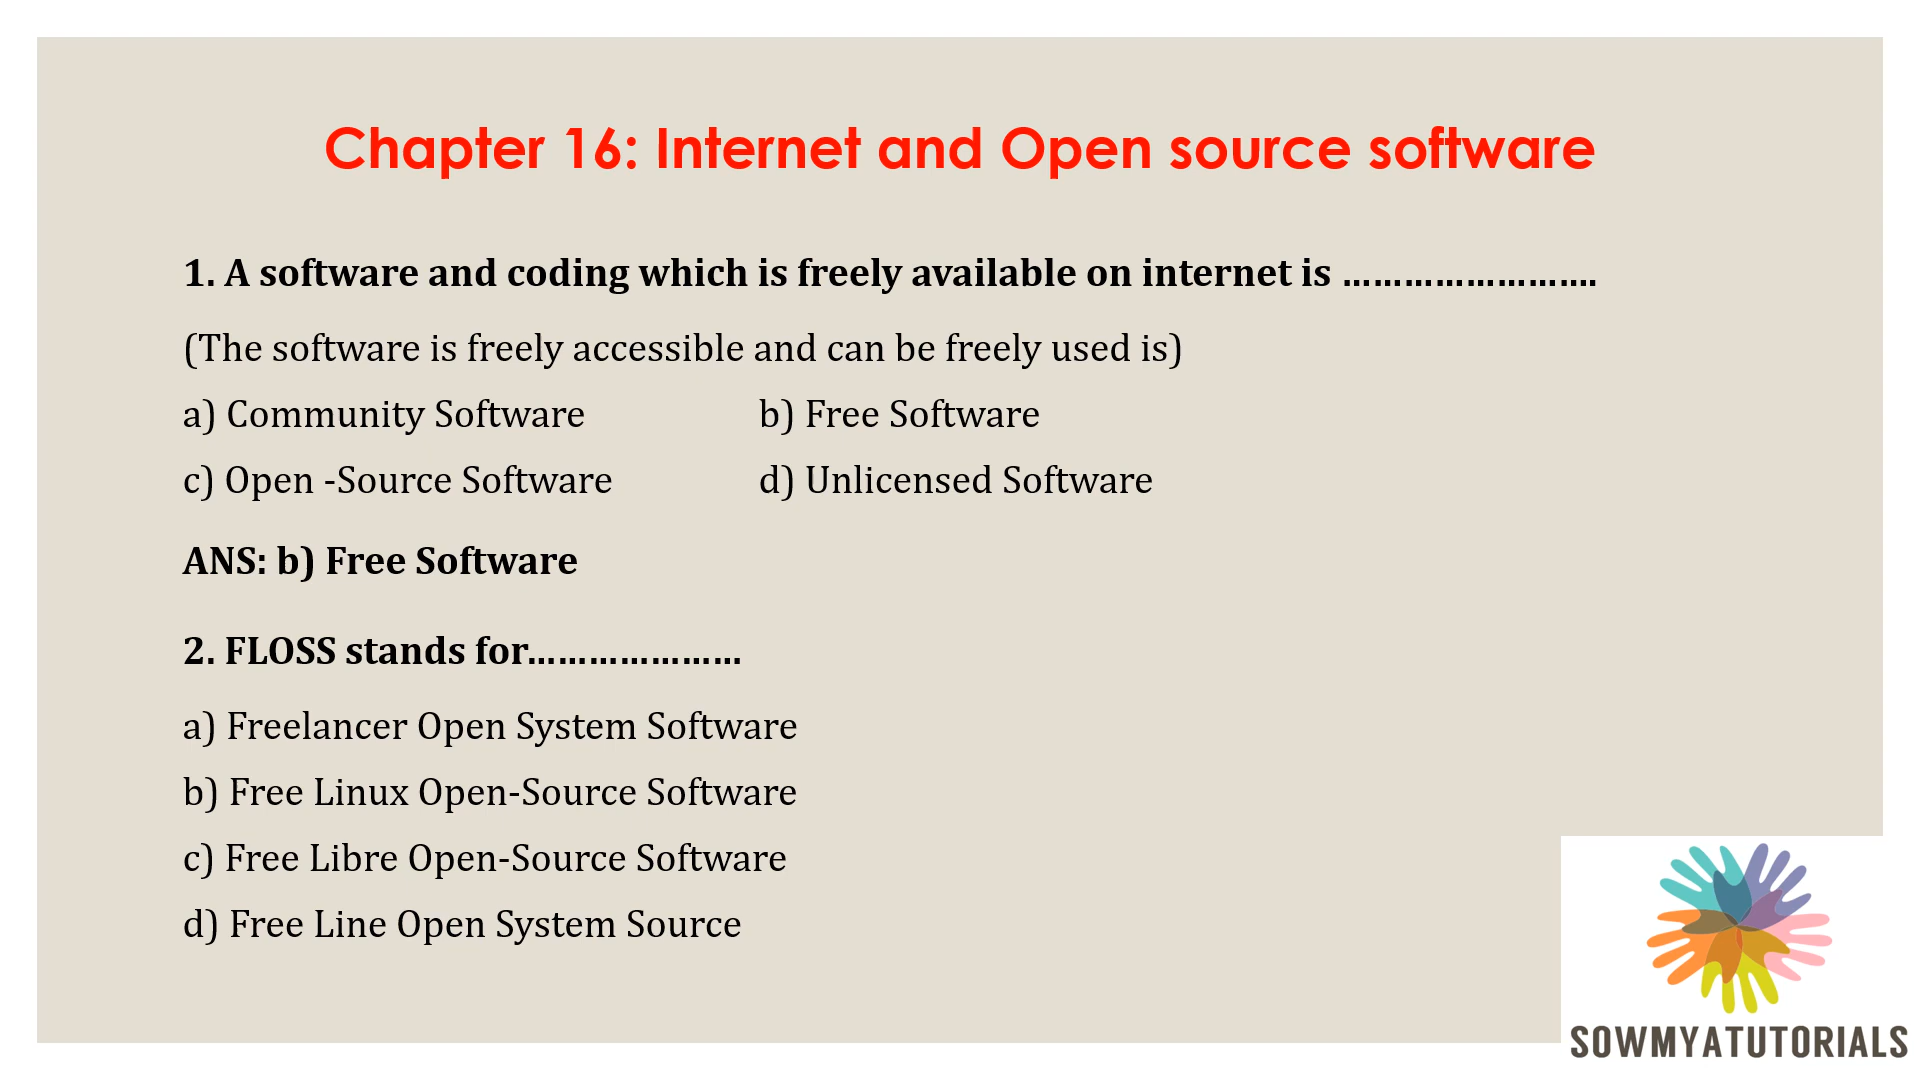 Chapter 16: Internet and Open source software
1. A software and coding which is freely available on internet is …………………….
(The software is freely accessible and can be freely used is)
a) Community Software b) Free Software
c) Open -Source Software d) Unlicensed Software
ANS: b) Free Software
2. FLOSS stands for…………………
a) Freelancer Open System Software
b) Free Linux Open-Source Software
c) Free Libre Open-Source Software
d) Free Line Open System Source
SOWMYATUTORIALS